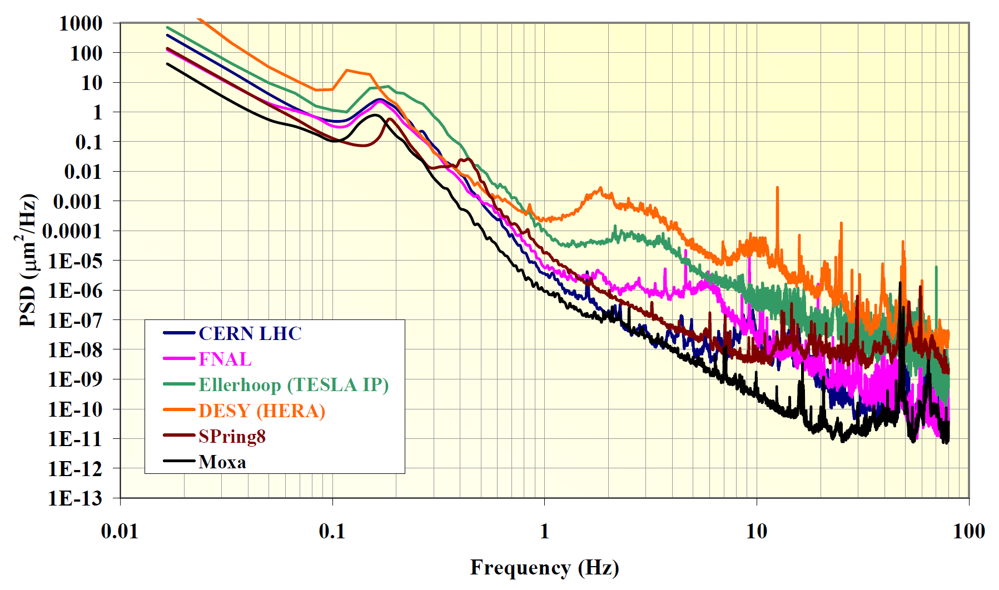 1000
100
10
1
0.1
0.01
0.001
0.0001
1E-05
1E-06
1E-07
1E-08
1E-09
1E-10
1E-11
1E-12
1E-13
PSD (μm²/Hz)
CERN LHC
FNAL
Ellerhoop (TESLA IP)
DESY (HERA)
SPring8
Moxa
0.01 0.1 1 10 100
Frequency (Hz)